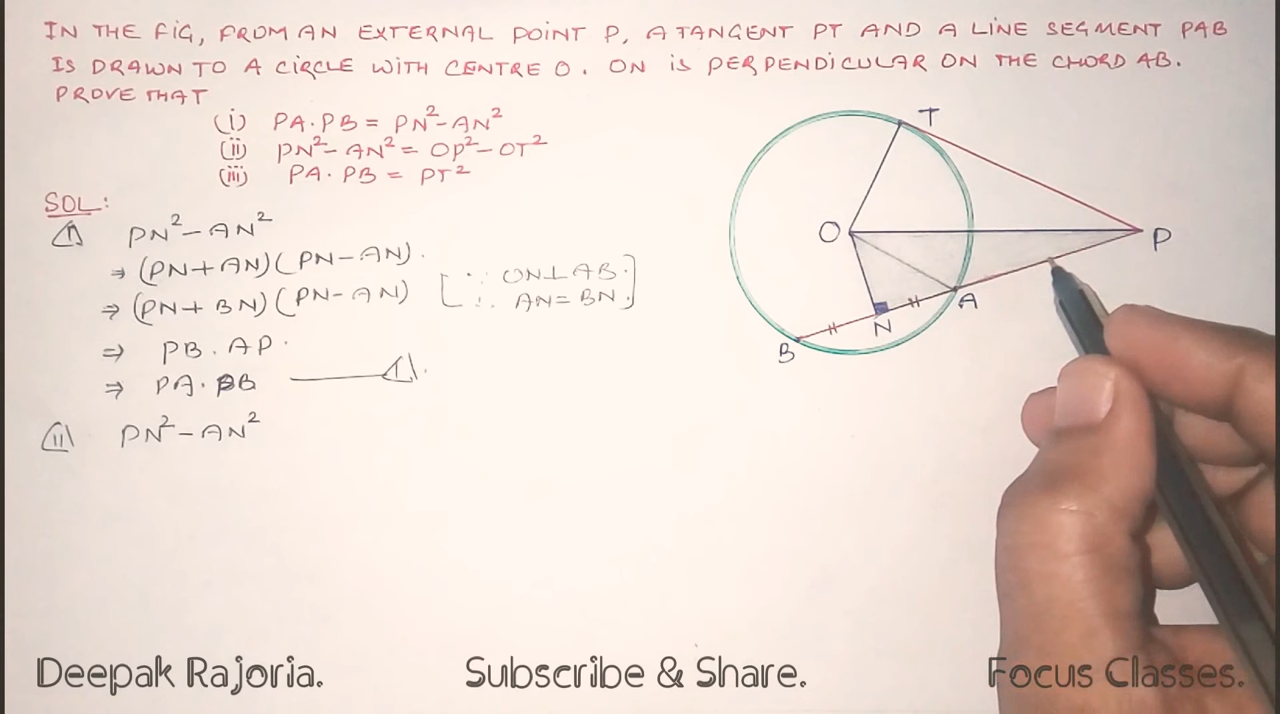 IN THE FIG, FROM AN EXTERNAL POINT P, A TANGENT PT AND A LINE SEGMENT PAB
IS DRAWN TO A CIRCLE WITH CENTRE O. ON IS PERPENDICULAR ON THE CHORD AB.
PROVE THAT
(i) PA.PB = PN²-AN²
(ii) PN²-AN² = OP²-OT²
(iii) PA.PB = PT²
SOL:
(i) PN²-AN²
⇒ (PN+AN)(PN-AN).
⇒ (PN+BN)(PN-AN) [∵ ON⊥AB. ∴ AN=BN.]
⇒ PB.AP.
⇒ PA.PB —— (1).
(ii) PN²-AN²
T
O
P
A
N
B
Deepak Rajoria.
Subscribe & Share.
Focus Classes.